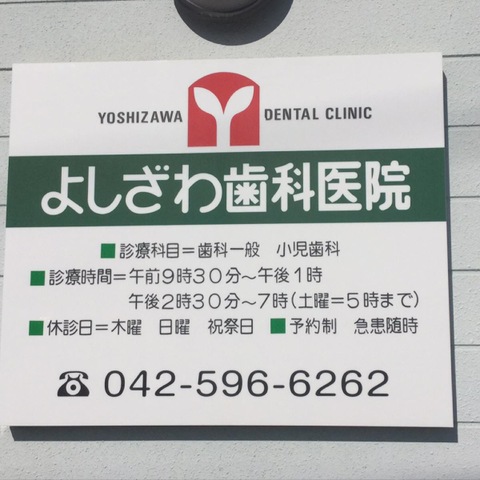 YOSHIZAWA DENTAL CLINIC
よしざわ歯科医院
■診療科目=歯科一般 小児歯科
■診療時間=午前9時30分~午後1時
午後2時30分~7時(土曜=5時まで)
■休診日=木曜 日曜 祝祭日 ■予約制 急患随時
☎042-596-6262